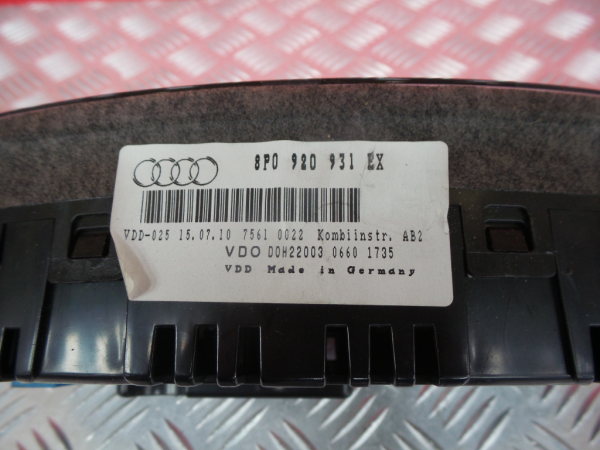 8P0 920 931 EX
VDD-025 15.07.10 7561 0022 Kombiinstr. AB2
VDO D0H22003 0660 1735
VDD Made in Germany